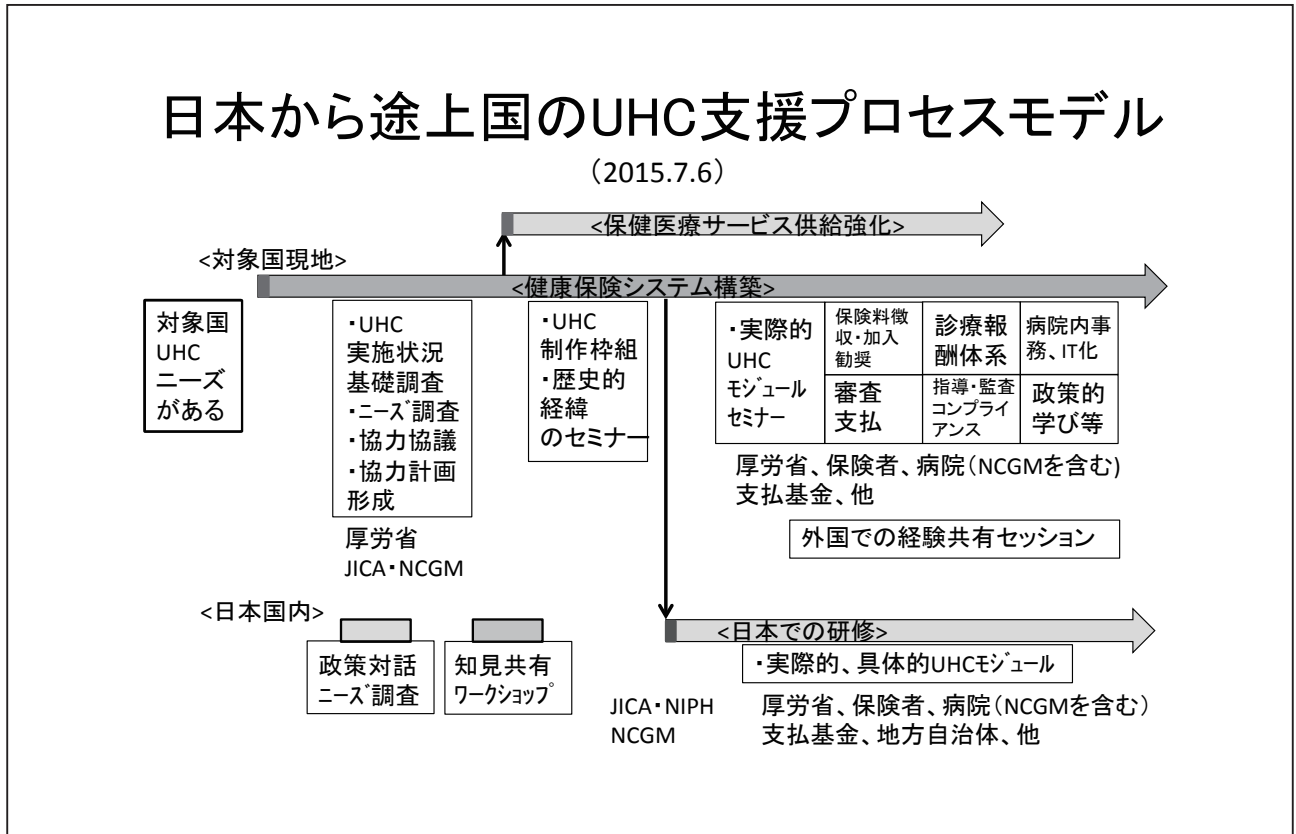 日本から途上国のUHC支援プロセスモデル
（2015.7.6）
<保健医療サービス供給強化>
<対象国現地>
<健康保険システム構築>
対象国
UHC
ニーズ
がある
・UHC
実施状況
基礎調査
・ニーズ調査
・協力協議
・協力計画
形成
厚労省
JICA・NCGM
・UHC
制作枠組
・歴史的
経緯
のセミナー
・実際的
UHC
モジュール
セミナー
保険料徴
収・加入
勧奨
診療報
酬体系
病院内事
務、IT化
審査
支払
指導・監査
コンプライ
アンス
政策的
学び等
厚労省、保険者、病院（NCGMを含む）
支払基金、他
外国での経験共有セッション
<日本国内>
政策対話
ニーズ調査
知見共有
ワークショップ
<日本での研修>
・実際的、具体的UHCモジュール
JICA・NIPH
NCGM
厚労省、保険者、病院（NCGMを含む）
支払基金、地方自治体、他